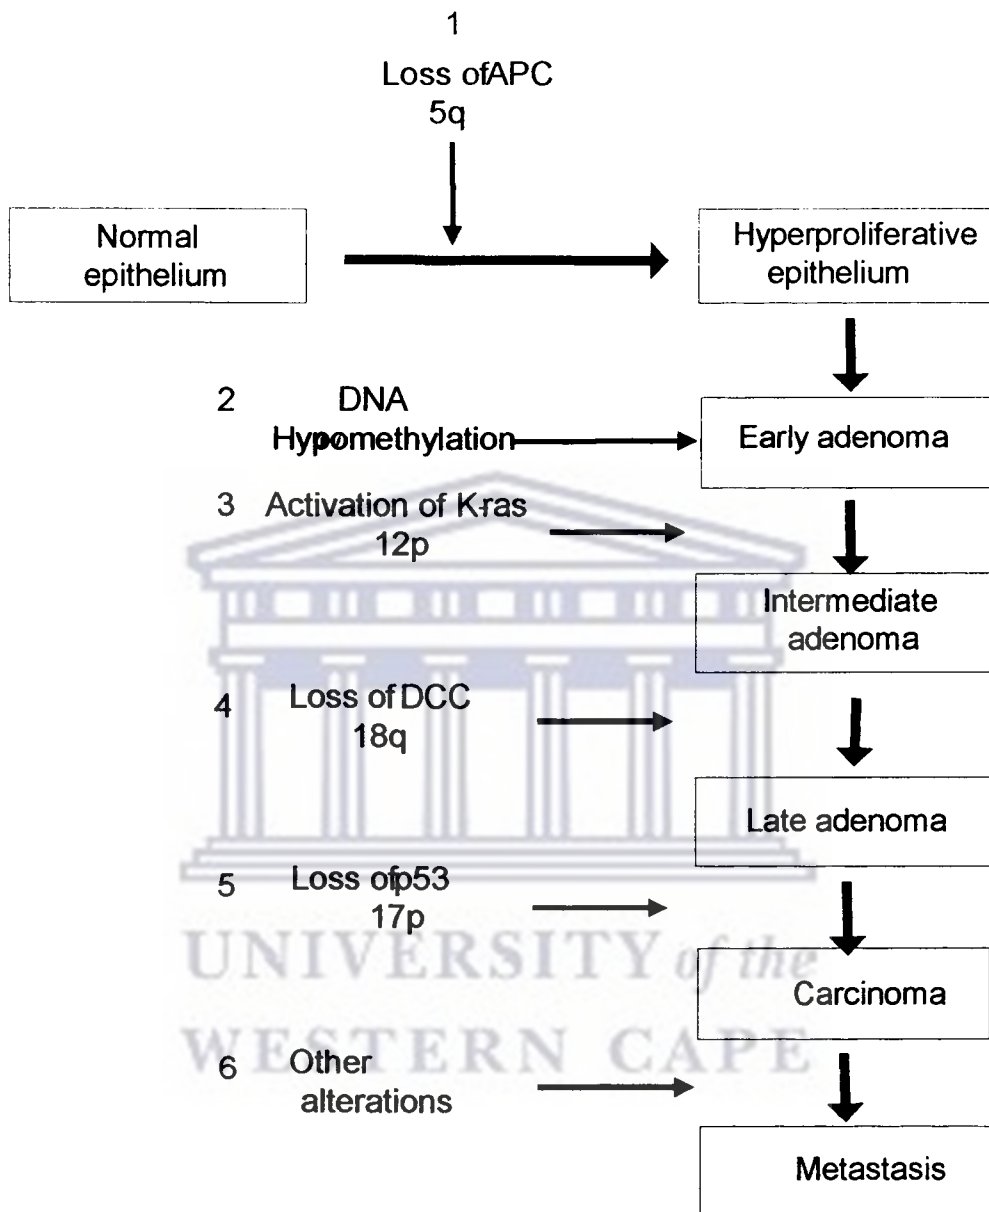 1
Loss ofAPC
5q
Normal
epithelium
Hyperproliferative
epithelium
2 DNA
Hypomethylation
Early adenoma
3 Activation of K-ras
12p
Intermediate
adenoma
4 Loss of DCC
18q
Late adenoma
5 Loss ofp53
17p
UNIVERSITY of the
Carcinoma
WESTERN CAPE
6 Other
alterations
Metastasis